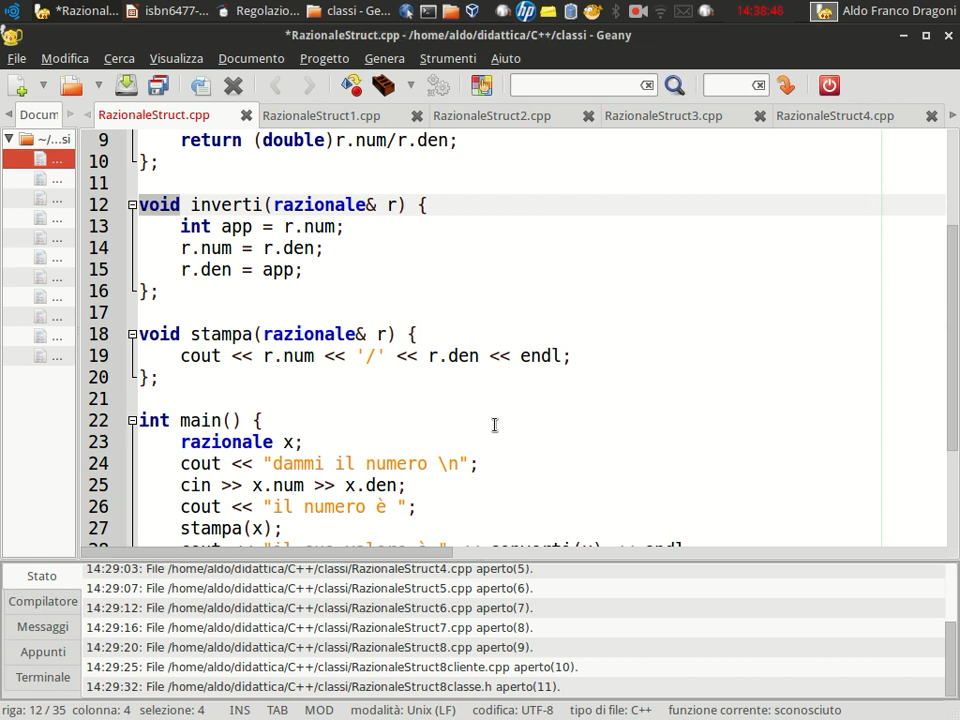 *Razional...
isbn6477-...
Regolazio...
classi - Ge...
14:38:48
Aldo Franco Dragoni
*RazionaleStruct.cpp - /home/aldo/didattica/C++/classi - Geany
File Modifica Cerca Visualizza Documento Progetto Genera Strumenti Aiuto
Docum
RazionaleStruct.cpp
RazionaleStruct1.cpp
RazionaleStruct2.cpp
RazionaleStruct3.cpp
RazionaleStruct4.cpp
~/...si
...
...
...
...
...
...
...
...
...
...
...
9 return (double)r.num/r.den;
10 };
11
12 void inverti(razionale& r) {
13 int app = r.num;
14 r.num = r.den;
15 r.den = app;
16 };
17
18 void stampa(razionale& r) {
19 cout << r.num << '/' << r.den << endl;
20 };
21
22 int main() {
23 razionale x;
24 cout << "dammi il numero \n";
25 cin >> x.num >> x.den;
26 cout << "il numero è ";
27 stampa(x);
Stato
Compilatore
Messaggi
Appunti
Terminale
14:29:03: File /home/aldo/didattica/C++/classi/RazionaleStruct4.cpp aperto(5).
14:29:07: File /home/aldo/didattica/C++/classi/RazionaleStruct5.cpp aperto(6).
14:29:12: File /home/aldo/didattica/C++/classi/RazionaleStruct6.cpp aperto(7).
14:29:16: File /home/aldo/didattica/C++/classi/RazionaleStruct7.cpp aperto(8).
14:29:20: File /home/aldo/didattica/C++/classi/RazionaleStruct8.cpp aperto(9).
14:29:25: File /home/aldo/didattica/C++/classi/RazionaleStruct8cliente.cpp aperto(10).
14:29:32: File /home/aldo/didattica/C++/classi/RazionaleStruct8classe.h aperto(11).
riga: 12 / 35 colonna: 4 selezione: 4 INS TAB MOD modalità: Unix (LF) codifica: UTF-8 tipo di file: C++ funzione corrente: sconosciuto